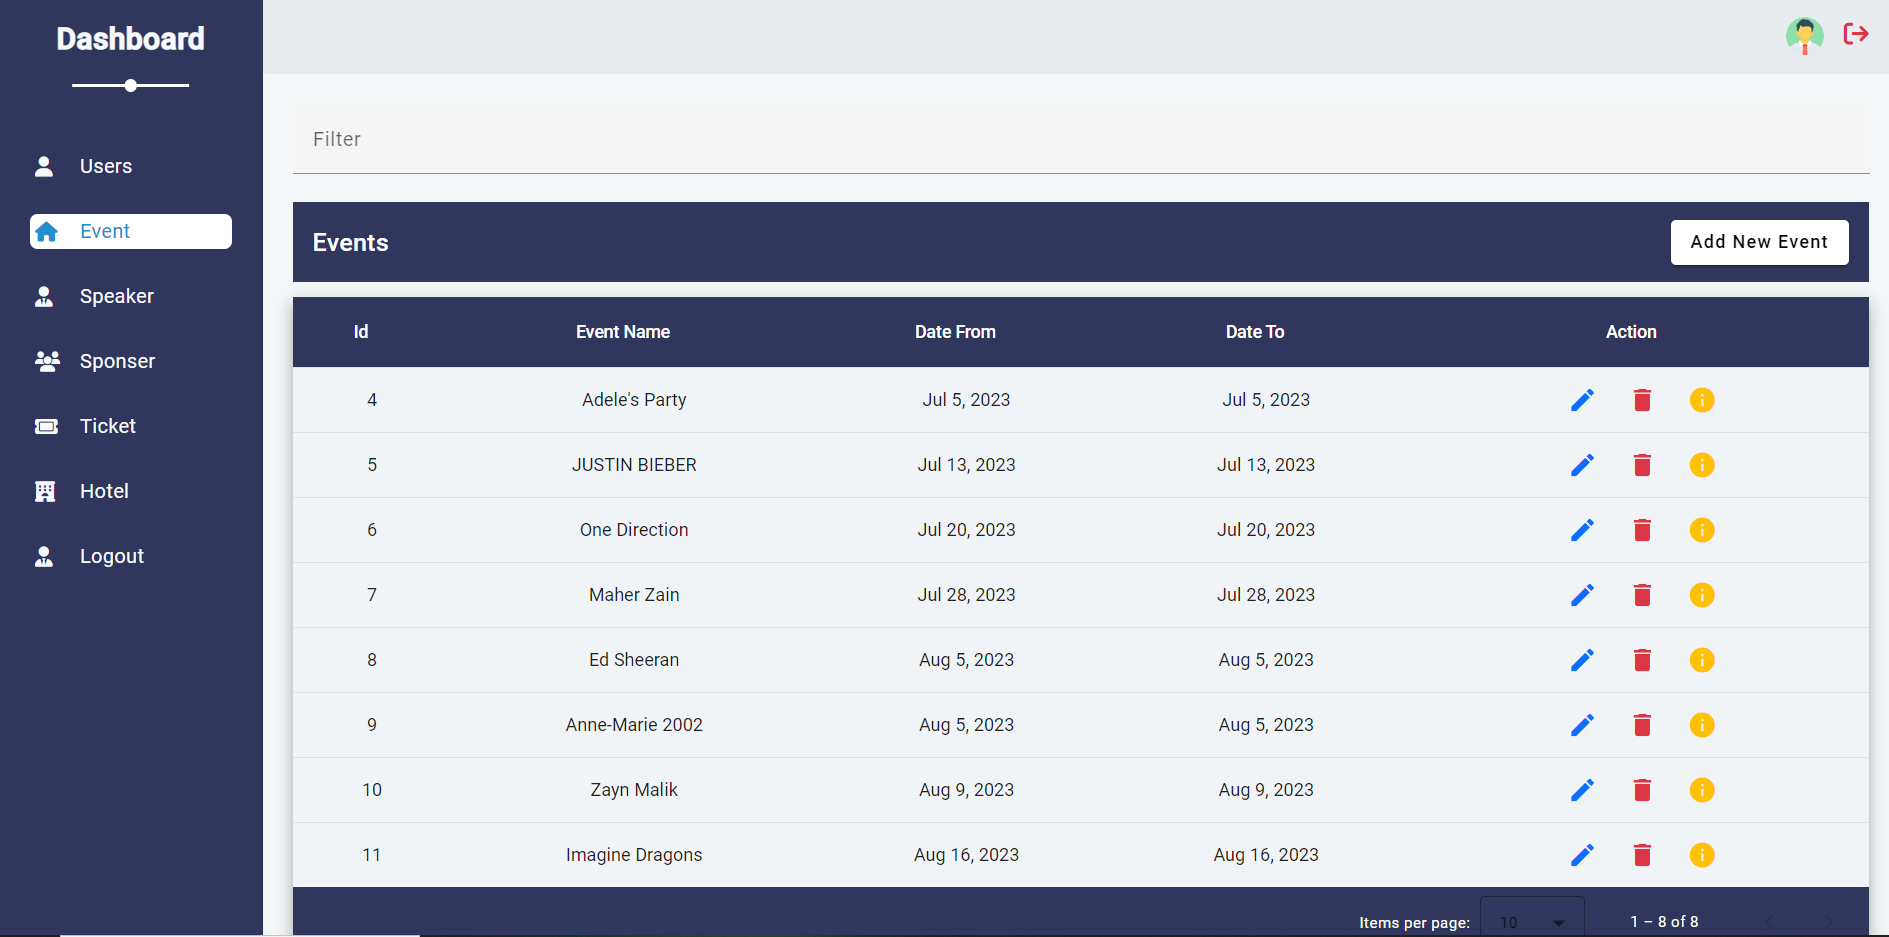 Dashboard
Users
Event
Speaker
Sponser
Ticket
Hotel
Logout
Filter
Events
Add New Event
Id Event Name Date From Date To Action
4 Adele's Party Jul 5, 2023 Jul 5, 2023
5 JUSTIN BIEBER Jul 13, 2023 Jul 13, 2023
6 One Direction Jul 20, 2023 Jul 20, 2023
7 Maher Zain Jul 28, 2023 Jul 28, 2023
8 Ed Sheeran Aug 5, 2023 Aug 5, 2023
9 Anne-Marie 2002 Aug 5, 2023 Aug 5, 2023
10 Zayn Malik Aug 9, 2023 Aug 9, 2023
11 Imagine Dragons Aug 16, 2023 Aug 16, 2023
Items per page: 10 1 – 8 of 8